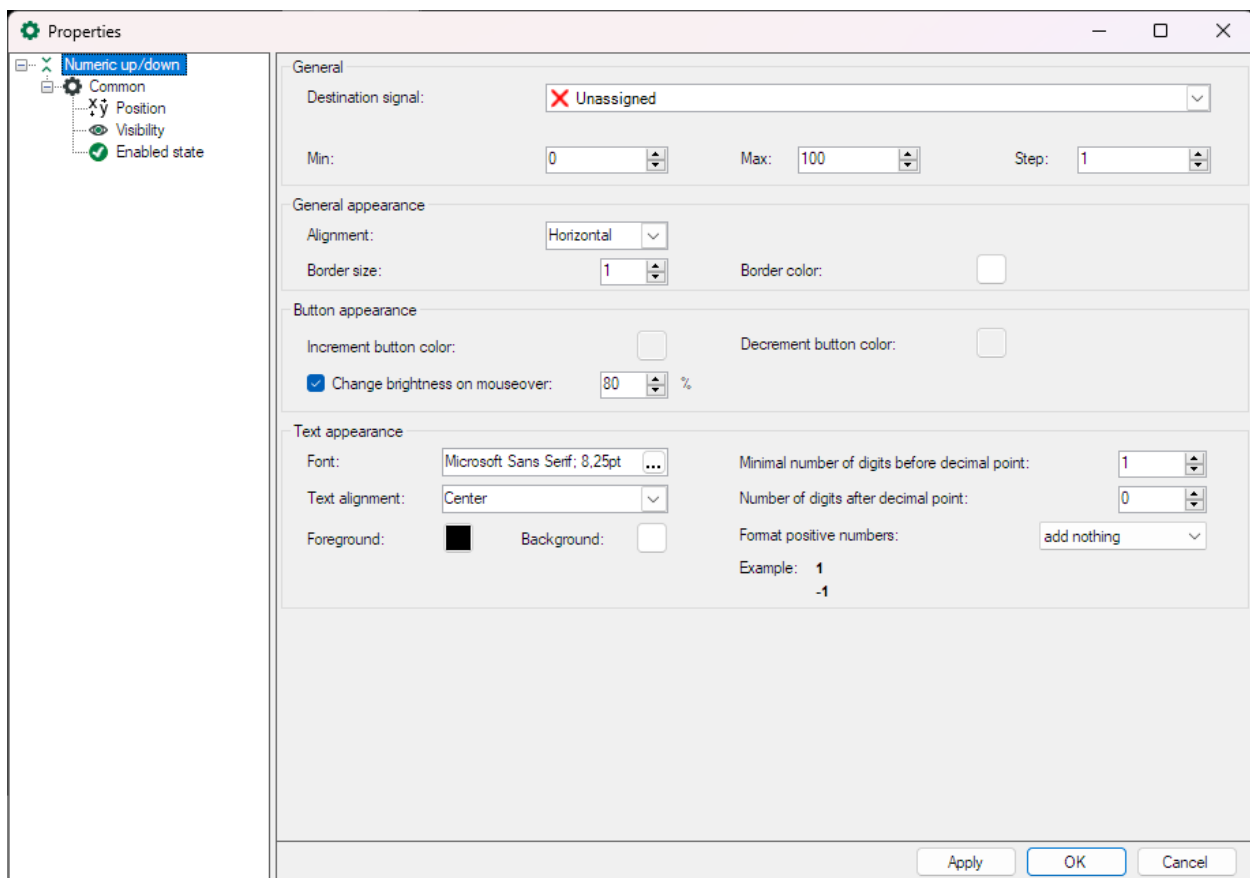 Properties
Numeric up/down
Common
Position
Visibility
Enabled state
General
Destination signal: Unassigned
Min: 0 Max: 100 Step: 1
General appearance
Alignment: Horizontal
Border size: 1 Border color:
Button appearance
Increment button color: Decrement button color:
Change brightness on mouseover: 80 %
Text appearance
Font: Microsoft Sans Serif; 8,25pt ... Minimal number of digits before decimal point: 1
Text alignment: Center Number of digits after decimal point: 0
Foreground: Background: Format positive numbers: add nothing
Example: 1
-1
Apply OK Cancel